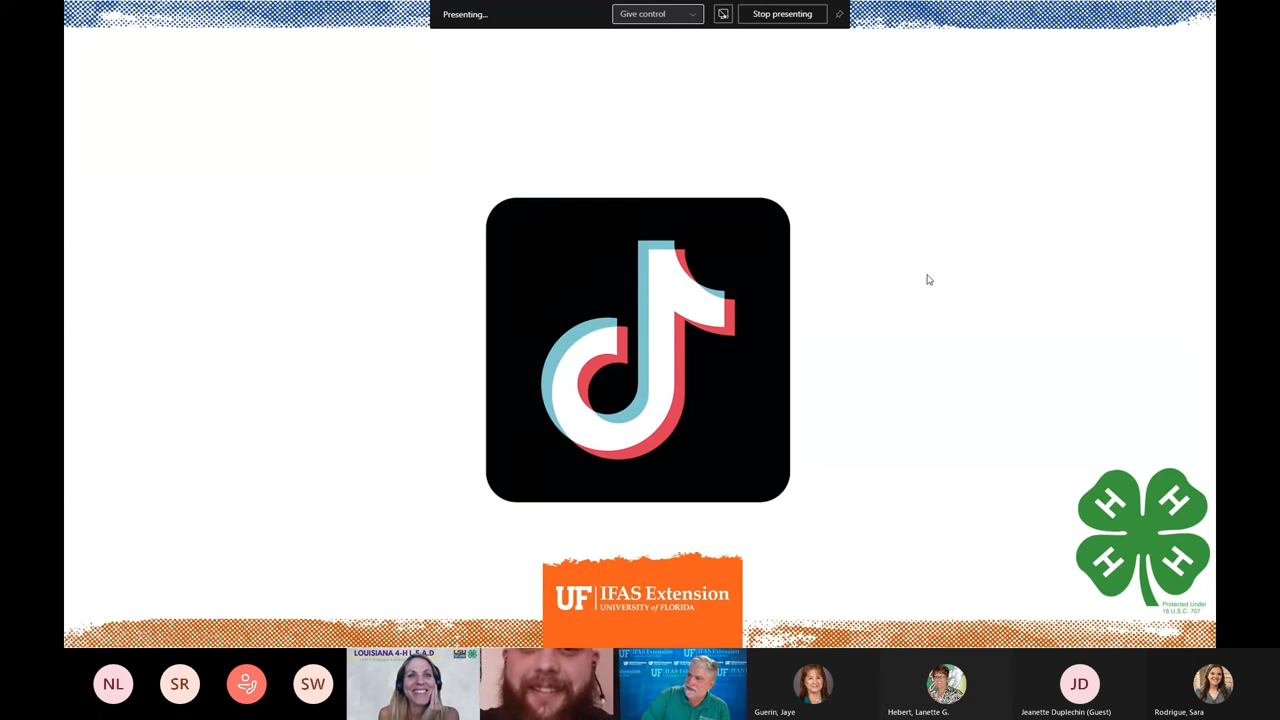 Presenting...
Give control
Stop presenting
H H
H H
Protected Under
18 U.S.C. 707
UF IFAS Extension
UNIVERSITY of FLORIDA
NL
SR
SW
LOUISIANA 4-H L.E.A.D
JD
Guerin, Jaye
Hebert, Lanette G.
Jeanette Duplechin (Guest)
Rodrigue, Sara